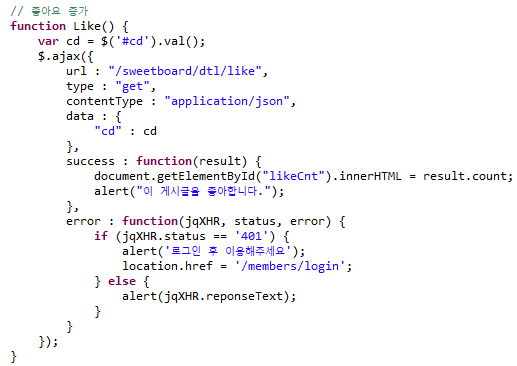 // 좋아요 증가
function Like() {
    var cd = $('#cd').val();
    $.ajax({
        url : "/sweetboard/dtl/like",
        type : "get",
        contentType : "application/json",
        data : {
            "cd" : cd
        },
        success : function(result) {
            document.getElementById("likeCnt").innerHTML = result.count;
            alert("이 게시글을 좋아합니다.");
        },
        error : function(jqXHR, status, error) {
            if (jqXHR.status == '401') {
                alert('로그인 후 이용해주세요');
                location.href = '/members/login';
            } else {
                alert(jqXHR.reponseText);
            }
        }
    });
}